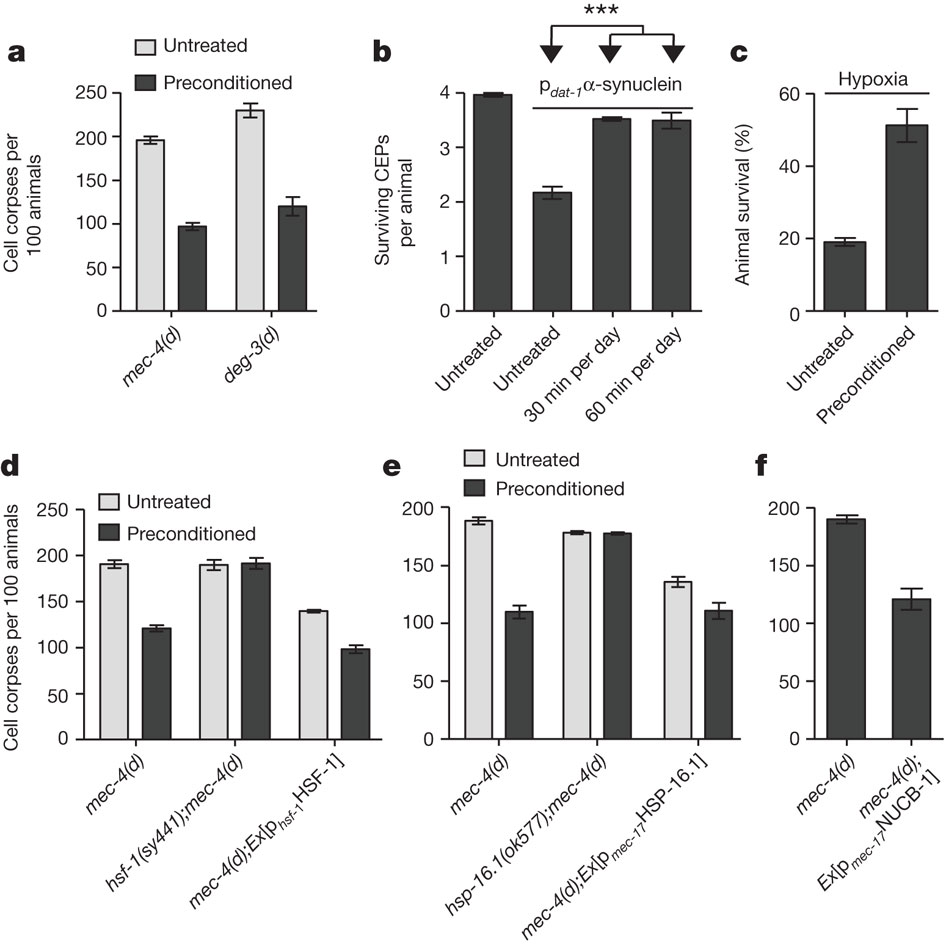 a
Untreated
Preconditioned
Cell corpses per
100 animals
250
200
150
100
50
0
mec-4(d)
deg-3(d)
b
***
pdat-1α-synuclein
Surviving CEPs
per animal
4
3
2
1
0
Untreated
Untreated
30 min per day
60 min per day
c
Hypoxia
Animal survival (%)
60
40
20
0
Untreated
Preconditioned
d
Untreated
Preconditioned
Cell corpses per 100 animals
250
200
150
100
50
0
mec-4(d)
hsf-1(sy441);mec-4(d)
mec-4(d);Ex[phsf-1HSF-1]
e
Untreated
Preconditioned
200
150
100
50
0
mec-4(d)
hsp-16.1(ok577);mec-4(d)
mec-4(d);Ex[pmec-17HSP-16.1]
f
200
150
100
50
0
mec-4(d)
mec-4(d);
Ex[pmec-17NUCB-1]